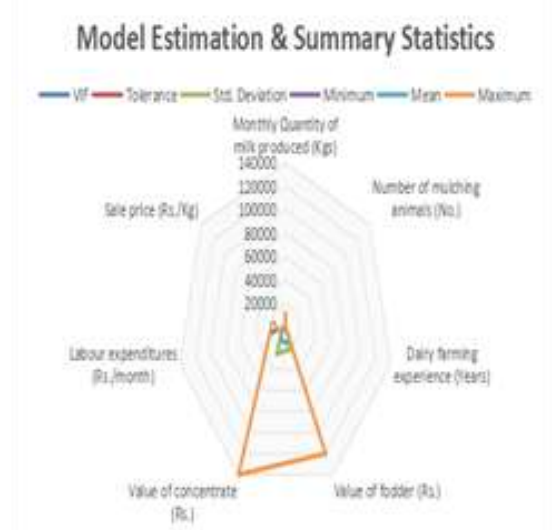 Model Estimation & Summary Statistics
VIF Tolerance Std. Deviation Minimum Mean Maximum
Monthly Quantity of
milk produced (Kgs)
140000
120000
100000
80000
60000
40000
20000
0
Number of mulching
animals (No.)
Dairy farming
experience (Years)
Value of fodder (Rs.)
Value of concentrate
(Rs.)
Labour expenditures
(Rs./month)
Sale price (Rs./Kg)